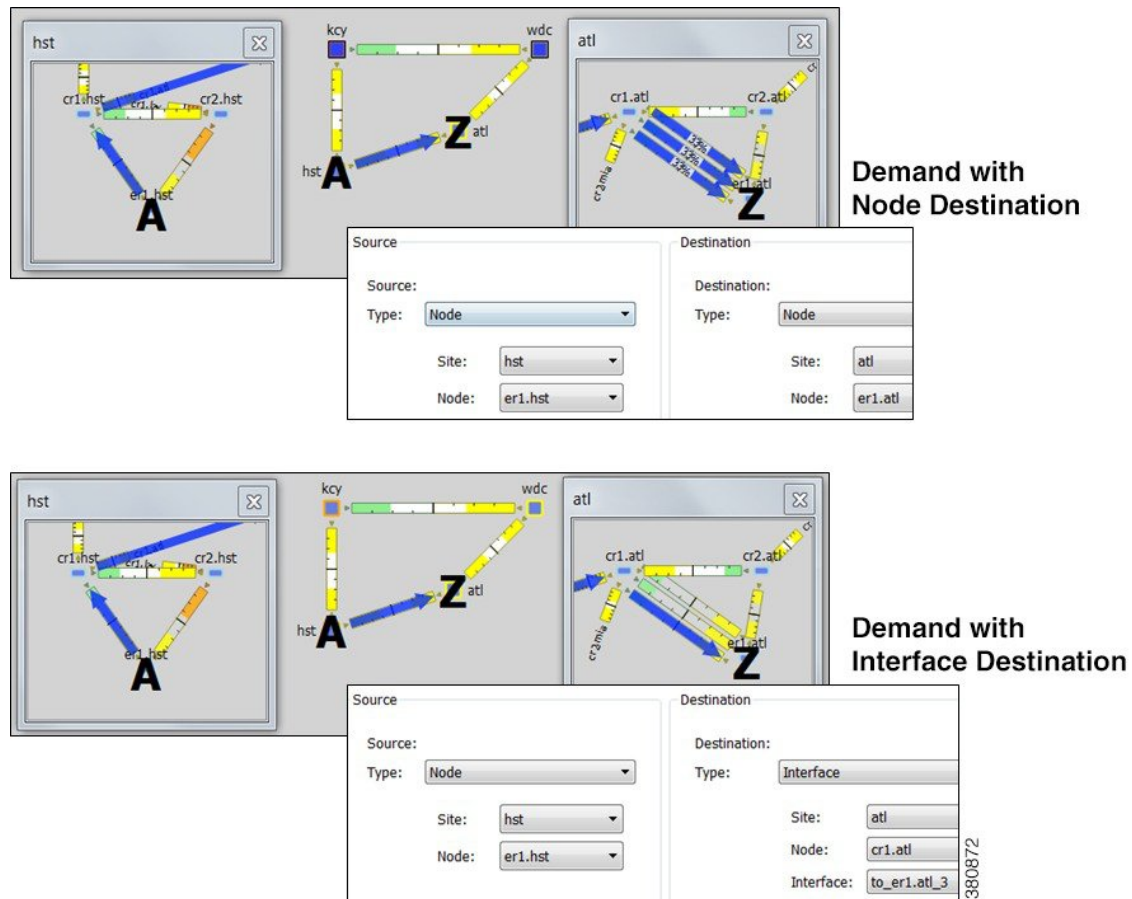 hst
cr1.hst
cr2.hst
er1.hst
A
kcy
wdc
hst
A
Z
atl
atl
cr1.atl
cr2.atl
cr
cr2.mia
33%
33%
33%
er1.atl
Z
Demand with
Node Destination
Source
Source:
Type: Node
Site: hst
Node: er1.hst
Destination
Destination:
Type: Node
Site: atl
Node: er1.atl
hst
cr1.hst
cr2.hst
er1.hst
A
kcy
wdc
hst
A
Z
atl
atl
cr1.atl
cr2.atl
cr
cr2.mia
er1.atl
Z
Demand with
Interface Destination
Source
Source:
Type: Node
Site: hst
Node: er1.hst
Destination
Destination:
Type: Interface
Site: atl
Node: cr1.atl
Interface: to_er1.atl_3
380872